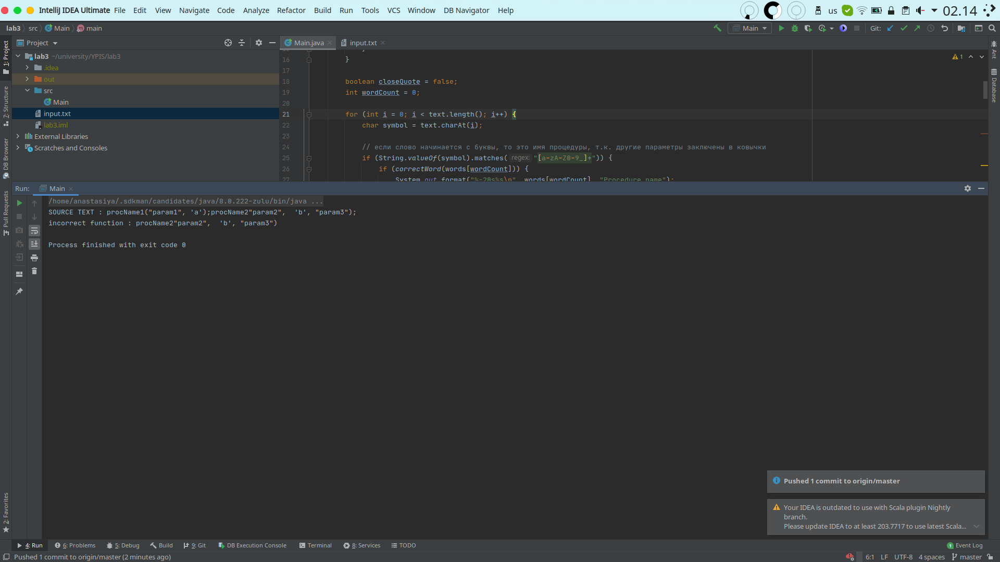 IntelliJ IDEA Ultimate File Edit View Navigate Code Analyze Refactor Build Run Tools VCS Window DB Navigator Help
us 02.14
lab3 src Main main
Main Git:
Project
Main.java input.txt
lab3 ~/university/YPIS/lab3
.idea
out
src
Main
input.txt
lab3.iml
External Libraries
Scratches and Consoles
1: Project
7: Structure
DB Browser
Pull Requests
2: Favorites
Ant
Database
1
16 }
17
18 boolean closeQuote = false;
19 int wordCount = 0;
20
21 for (int i = 0; i < text.length(); i++) {
22 char symbol = text.charAt(i);
23
24 // если слово начинается с буквы, то это имя процедуры, т.к. другие параметры заключены в ковычки
25 if (String.valueOf(symbol).matches( regex: "[a-zA-Z0-9_]+")) {
26 if (correctWord(words[wordCount])) {
27 System.out.format("%-20s%s\n", words[wordCount], "Procedure name");
Run: Main
/home/anastasiya/.sdkman/candidates/java/8.0.222-zulu/bin/java ...
SOURCE TEXT : procName1("param1", 'a');procName2"param2",  'b', "param3");
incorrect function : procName2"param2",  'b', "param3")
Process finished with exit code 0
Pushed 1 commit to origin/master
Your IDEA is outdated to use with Scala plugin Nightly
branch.
Please update IDEA to at least 203.7717 to use latest Scala...
4: Run 6: Problems 5: Debug Build 9: Git DB Execution Console Terminal 8: Services TODO
1 Event Log
Pushed 1 commit to origin/master (2 minutes ago)
6:1 LF UTF-8 4 spaces master